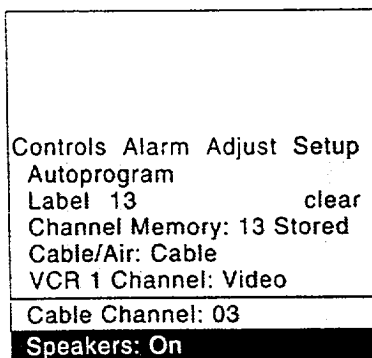 Controls Alarm Adjust Setup
Autoprogram
Label 13 clear
Channel Memory: 13 Stored
Cable/Air: Cable
VCR 1 Channel: Video
Cable Channel: 03
Speakers: On